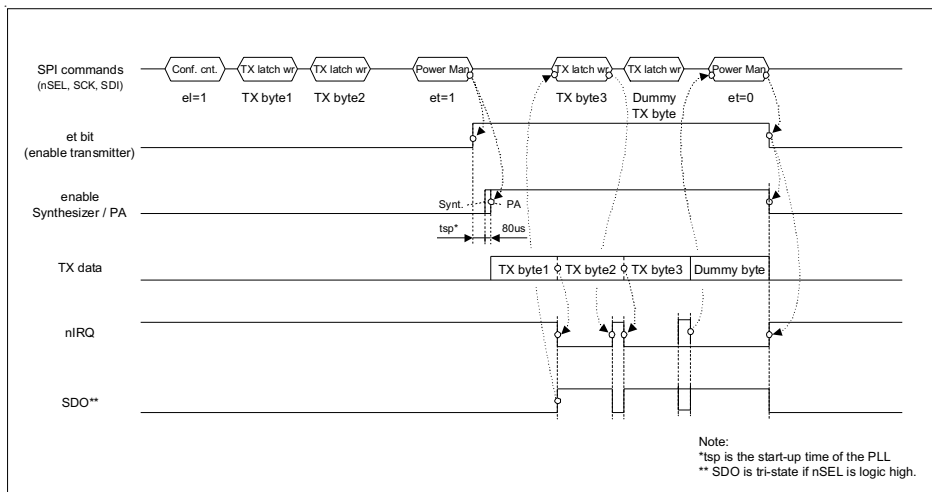 SPI commands
(nSEL, SCK, SDI)
Conf. cnt.
TX latch wr
TX latch wr
Power Man
TX latch wr
TX latch wr
Power Man
el=1
TX byte1
TX byte2
et=1
TX byte3
Dummy
TX byte
et=0
et bit
(enable transmitter)
enable
Synthesizer / PA
Synt.
PA
tsp*
80us
TX data
TX byte1
TX byte2
TX byte3
Dummy byte
nIRQ
SDO**
Note:
*tsp is the start-up time of the PLL
** SDO is tri-state if nSEL is logic high.